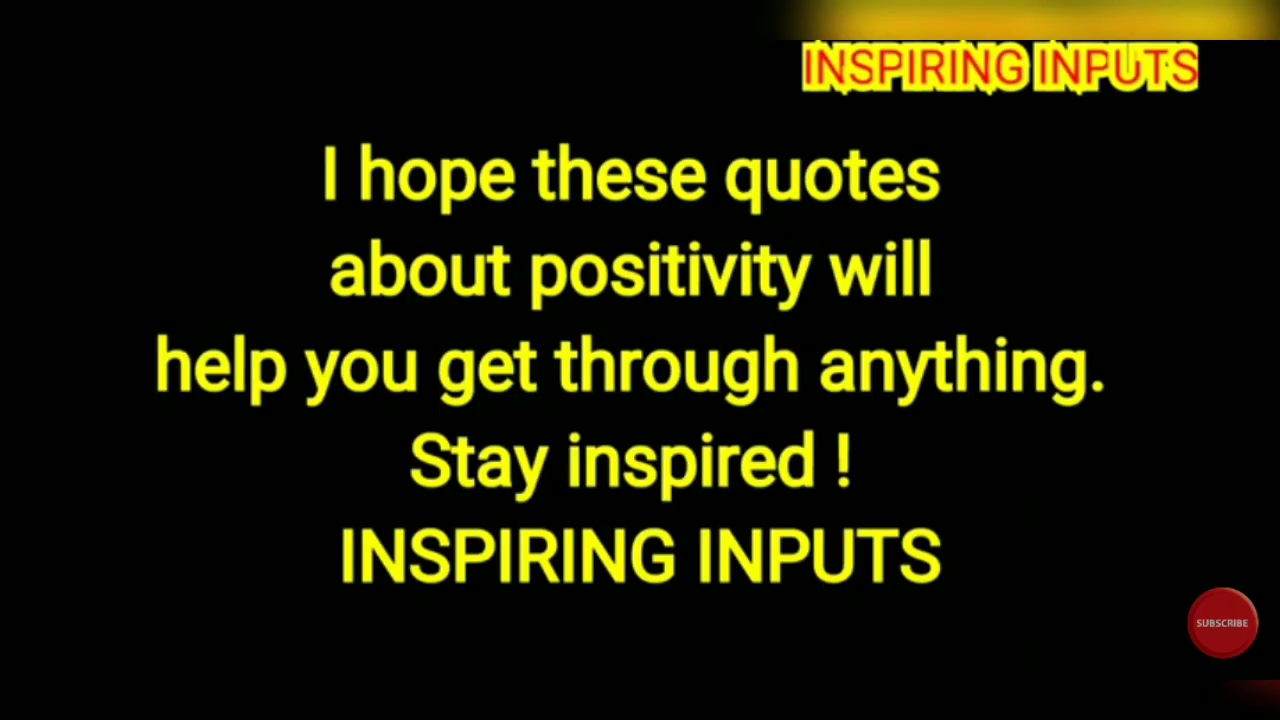 INSPIRING INPUTS
I hope these quotes
about positivity will
help you get through anything.
Stay inspired !
INSPIRING INPUTS
SUBSCRIBE